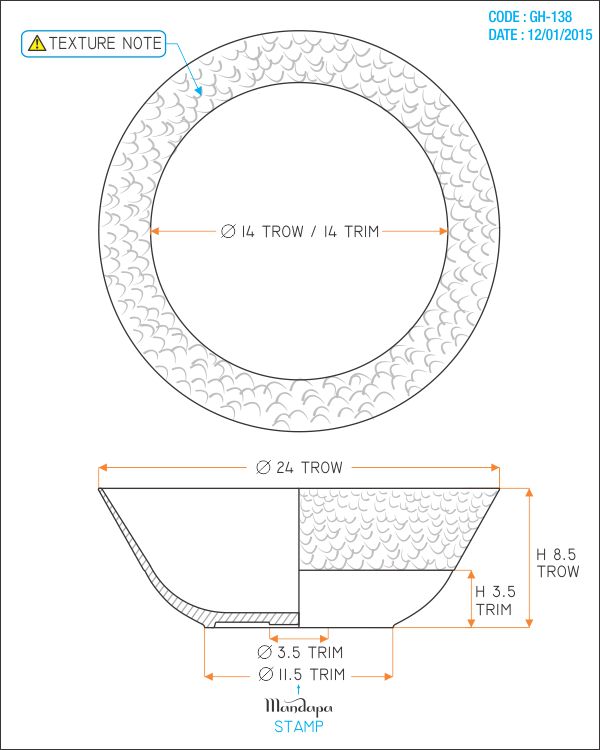 CODE : GH-138
DATE : 12/01/2015
TEXTURE NOTE
Ø 14 TROW / 14 TRIM
Ø 24 TROW
H 8.5
TROW
H 3.5
TRIM
Ø 3.5 TRIM
Ø 11.5 TRIM
Mandapa
STAMP